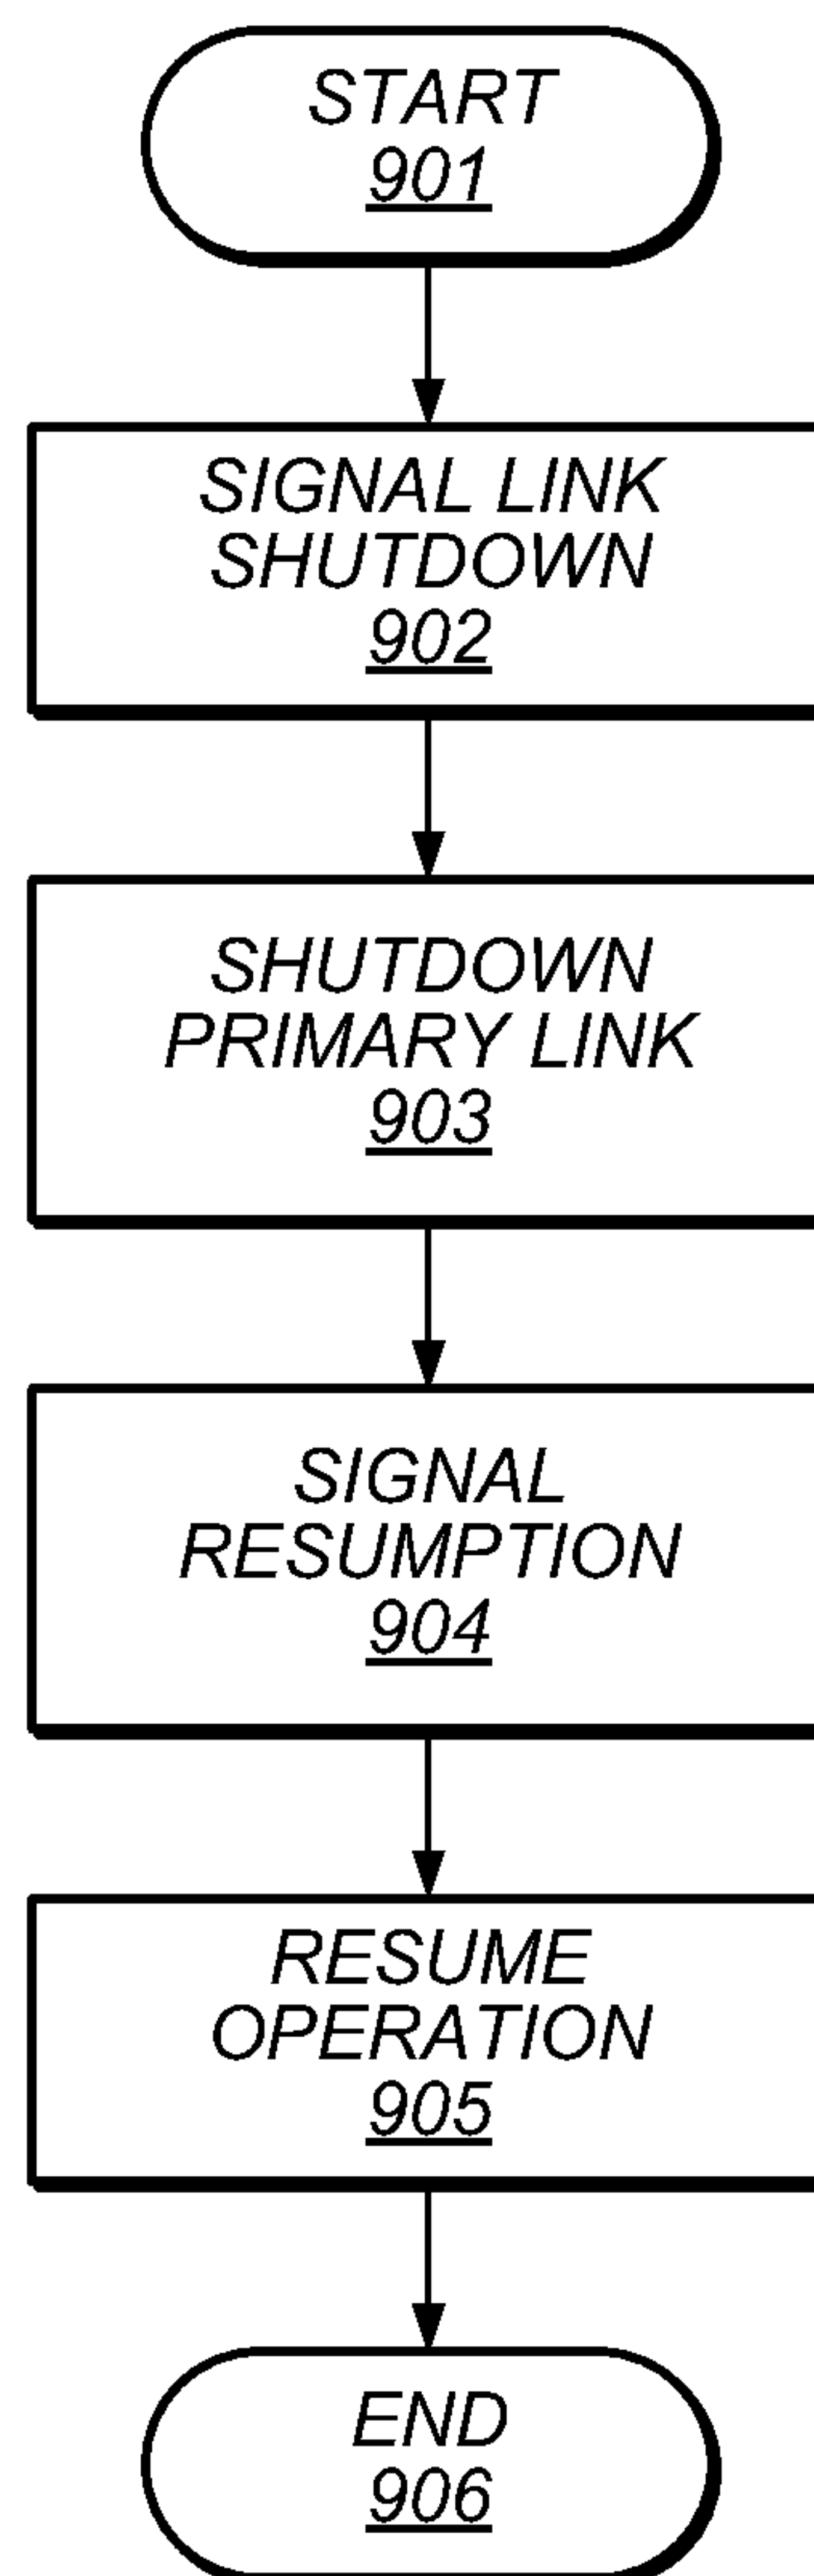 START
901
SIGNAL LINK
SHUTDOWN
902
SHUTDOWN
PRIMARY LINK
903
SIGNAL
RESUMPTION
904
RESUME
OPERATION
905
END
906